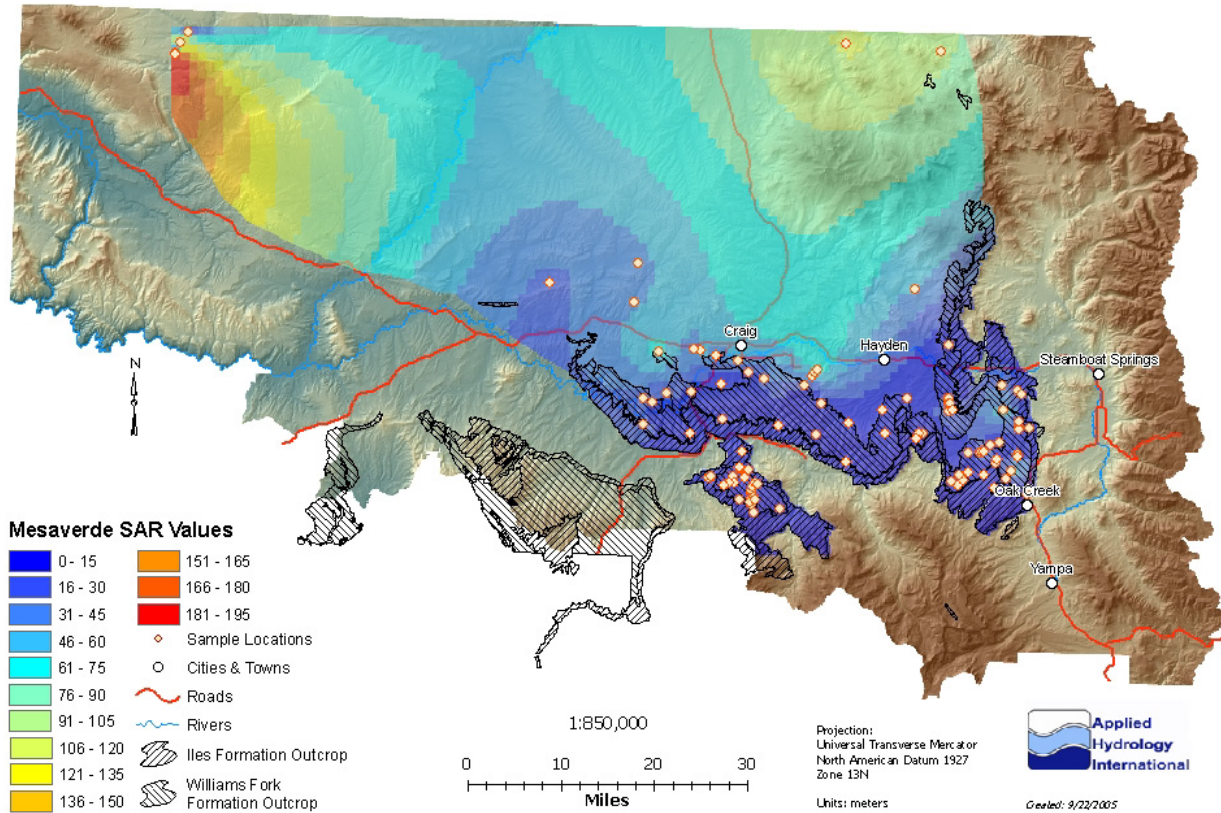 Craig
Hayden
Steamboat Springs
Oak Creek
Yampa
N
Mesaverde SAR Values
0 - 15
16 - 30
31 - 45
46 - 60
61 - 75
76 - 90
91 - 105
106 - 120
121 - 135
136 - 150
151 - 165
166 - 180
181 - 195
Sample Locations
Cities & Towns
Roads
Rivers
Iles Formation Outcrop
Williams Fork
Formation Outcrop
1:850,000
0 10 20 30
Miles
Projection:
Universal Transverse Mercator
North American Datum 1927
Zone 13N
Units: meters
Applied
Hydrology
International
Created: 9/22/2005